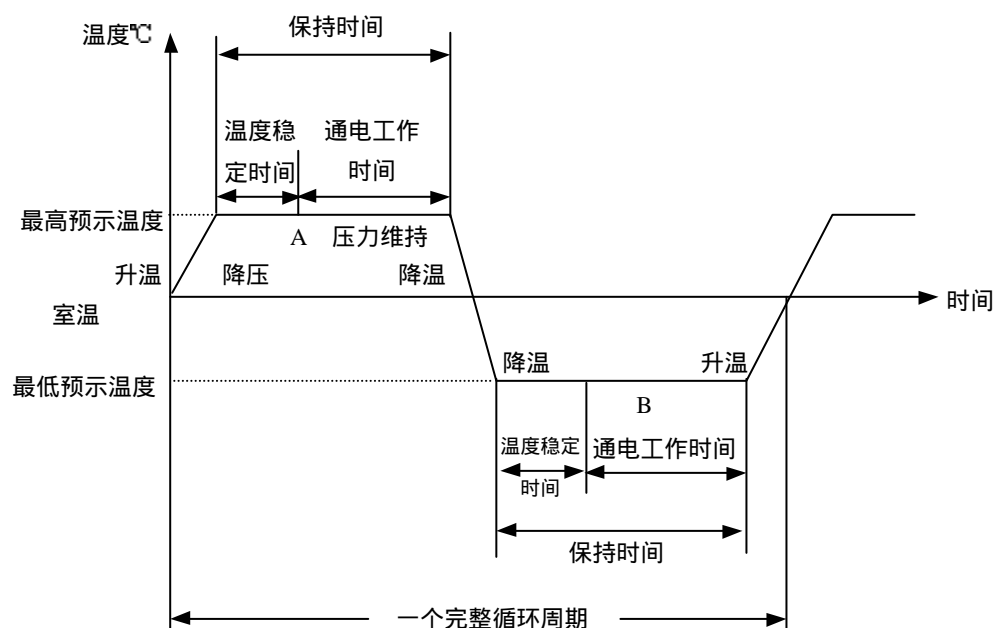 保持时间
温度℃
温度稳
定时间
通电工作
时间
最高预示温度
A
压力维持
升温
降压
降温
时间
室温
降温
升温
最低预示温度
B
温度稳定
时间
通电工作时间
保持时间
一个完整循环周期